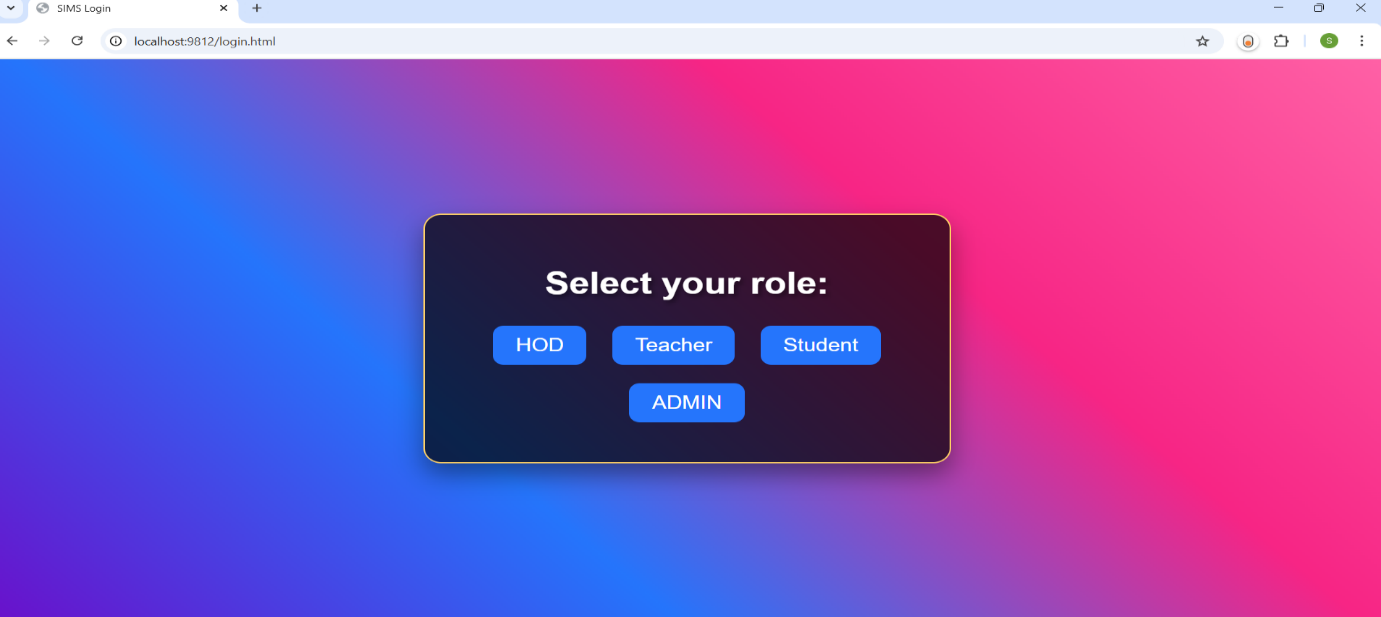 SIMS Login
localhost:9812/login.html
S
Select your role:
HOD Teacher Student
ADMIN